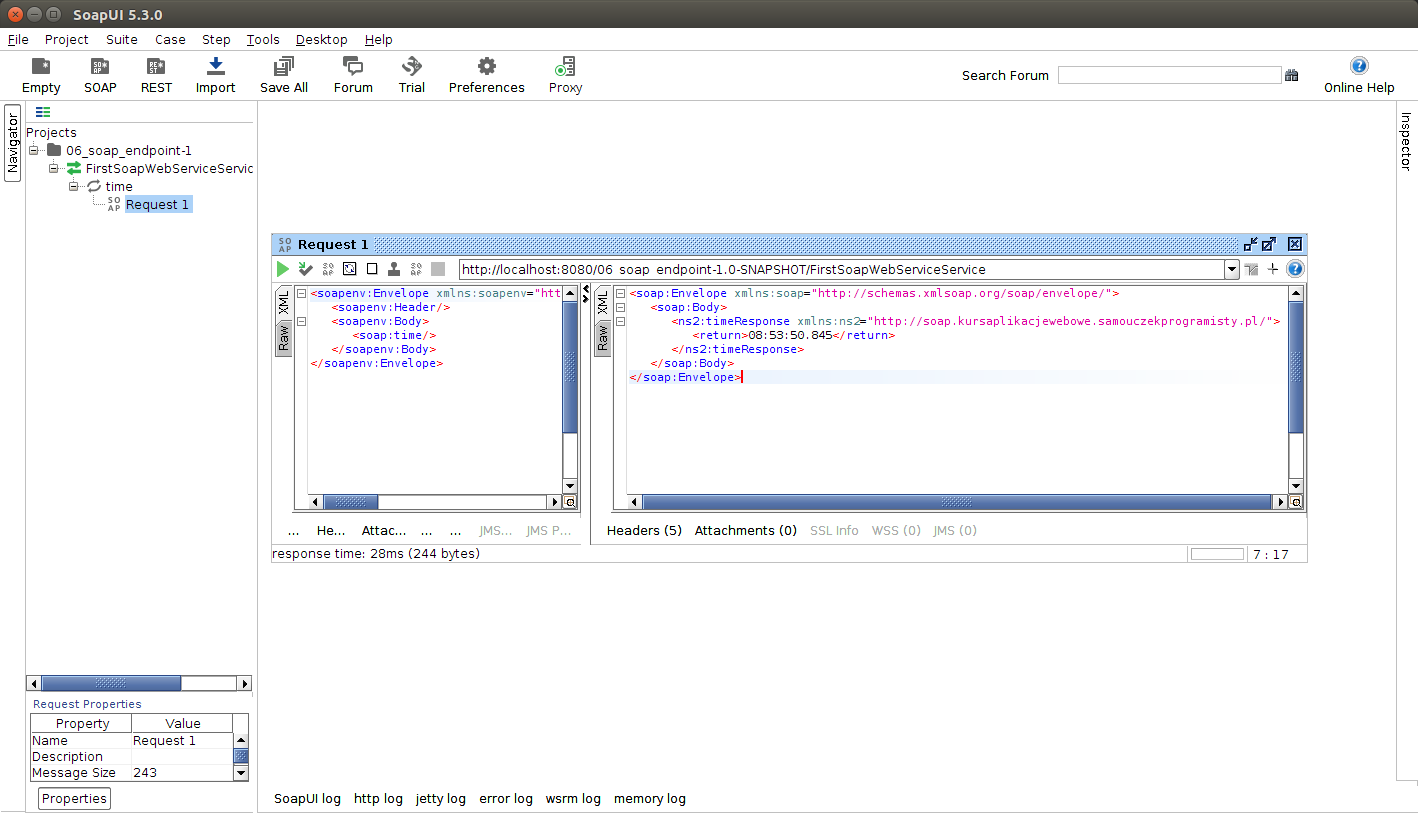 SoapUI 5.3.0
File Project Suite Case Step Tools Desktop Help
Empty SOAP REST Import Save All Forum Trial Preferences Proxy Search Forum Online Help
Navigator
Inspector
Projects
06_soap_endpoint-1
FirstSoapWebServiceServic
time
SO AP Request 1
SO AP Request 1
http://localhost:8080/06_soap_endpoint-1.0-SNAPSHOT/FirstSoapWebServiceService
XML
Raw
<soapenv:Envelope xmlns:soapenv="htt
<soapenv:Header/>
<soapenv:Body>
<soap:time/>
</soapenv:Body>
</soapenv:Envelope>
XML
Raw
<soap:Envelope xmlns:soap="http://schemas.xmlsoap.org/soap/envelope/">
<soap:Body>
<ns2:timeResponse xmlns:ns2="http://soap.kursaplikacjewebowe.samouczekprogramisty.pl/">
<return>08:53:50.845</return>
</ns2:timeResponse>
</soap:Body>
</soap:Envelope>
... He... Attac... ... ... JMS... JMS P...
Headers (5) Attachments (0) SSL Info WSS (0) JMS (0)
response time: 28ms (244 bytes)
7 : 17
Request Properties
Property Value
Name Request 1
Description
Message Size 243
Properties
SoapUI log http log jetty log error log wsrm log memory log